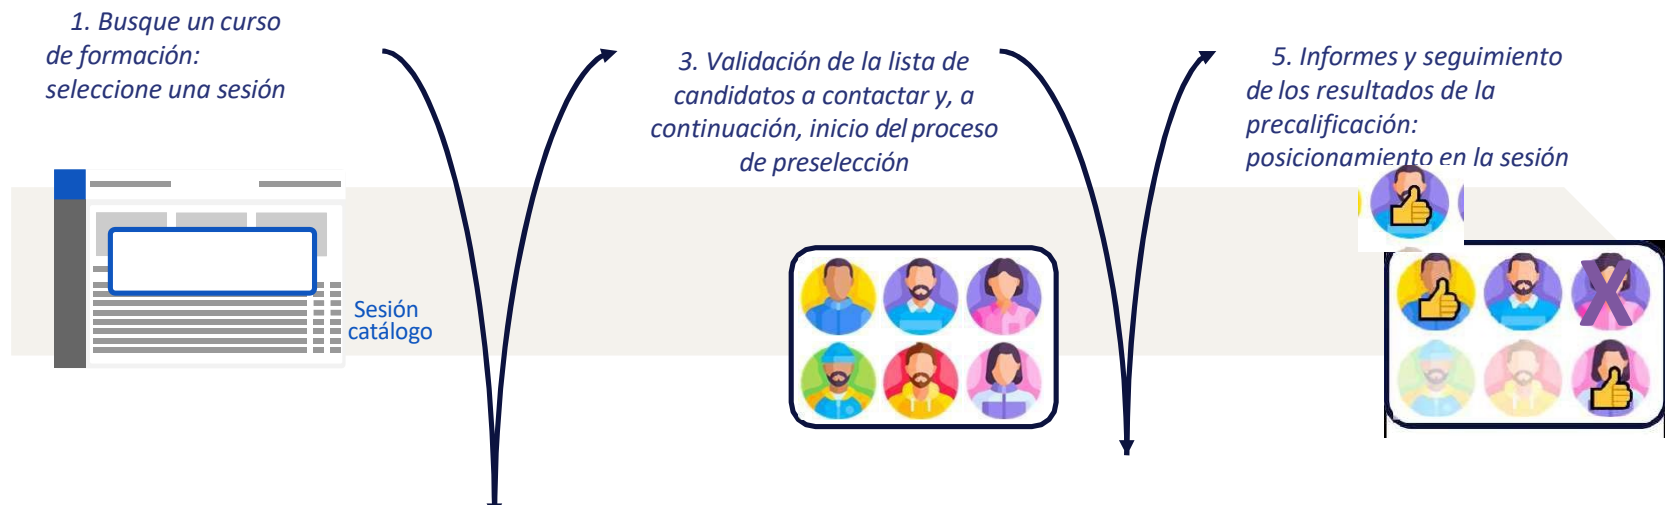 1. Busque un curso
de formación:
seleccione una sesión
3. Validación de la lista de
candidatos a contactar y, a
continuación, inicio del proceso
de preselección
5. Informes y seguimiento
de los resultados de la
precalificación:
posicionamiento en la sesión
Sesión
catálogo
X